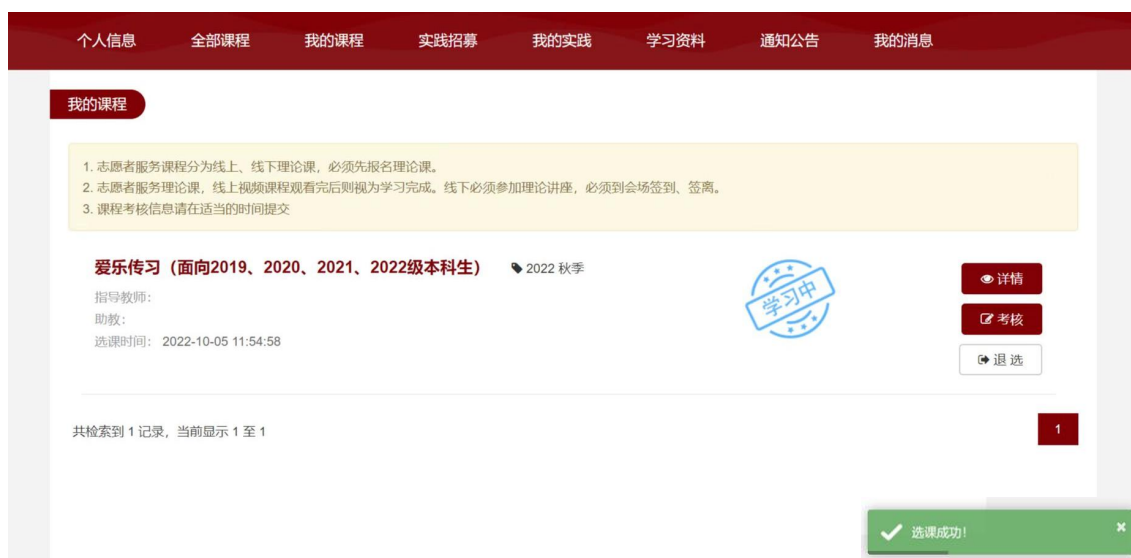 个人信息 全部课程 我的课程 实践招募 我的实践 学习资料 通知公告 我的消息
我的课程
1. 志愿者服务课程分为线上、线下理论课，必须先报名理论课。
2. 志愿者服务理论课，线上视频课程观看完后则视为学习完成。线下必须参加理论讲座，必须到会场签到、签离。
3. 课程考核信息请在适当的时间提交
爱乐传习（面向2019、2020、2021、2022级本科生） 2022 秋季
指导教师：
助教：
选课时间： 2022-10-05 11:54:58
学习中
详情
考核
退 选
共检索到 1 记录，当前显示 1 至 1
1
选课成功!
×